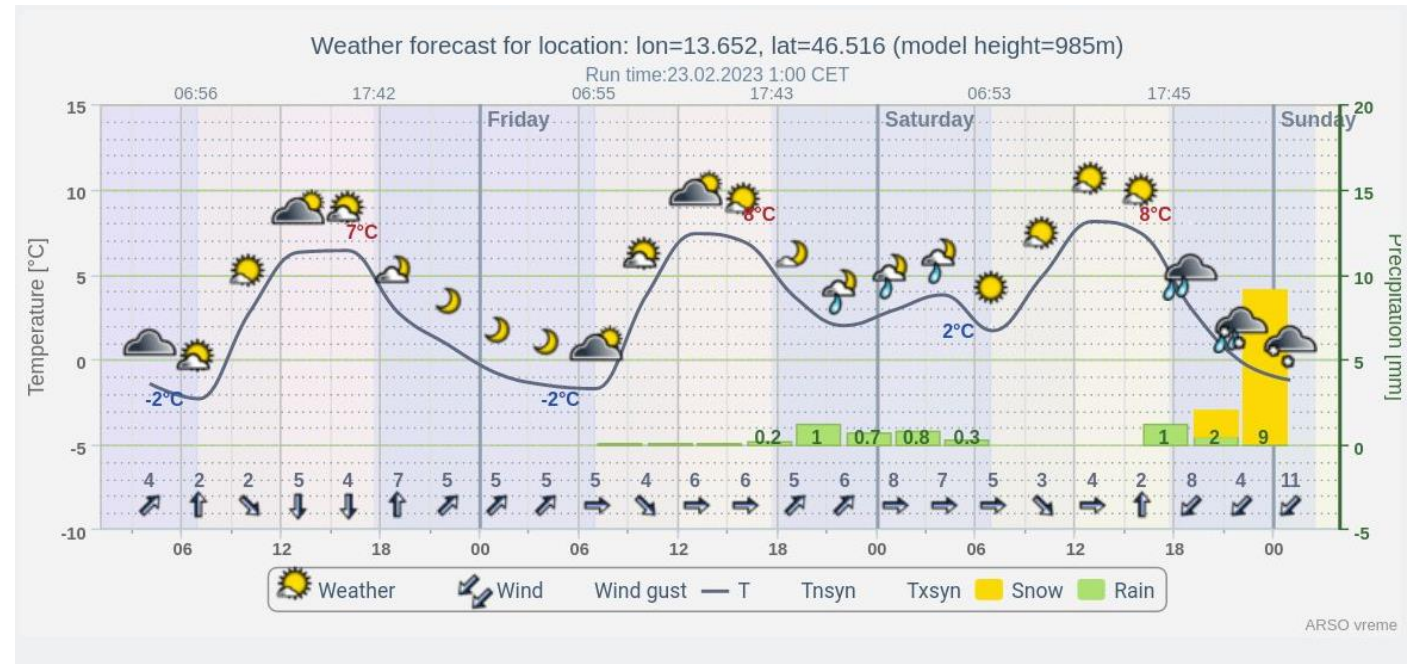 Weather forecast for location: lon=13.652, lat=46.516 (model height=985m)
Run time:23.02.2023 1:00 CET
06:56 17:42 06:55 17:43 06:53 17:45
15 20
Friday Saturday Sunday
10 15
8°C 8°C
7°C
Temperature [°C]
Precipitation [mm]
5 10
2°C
0 5
-2°C -2°C
0.2 1 0.7 0.8 0.3 1 2 9
-5 0
4 2 2 5 4 7 5 5 5 5 4 6 6 5 6 8 7 5 3 4 2 8 4 11
-10 -5
06 12 18 00 06 12 18 00 06 12 18 00
Weather Wind Wind gust T Tnsyn Txsyn Snow Rain
ARSO vreme